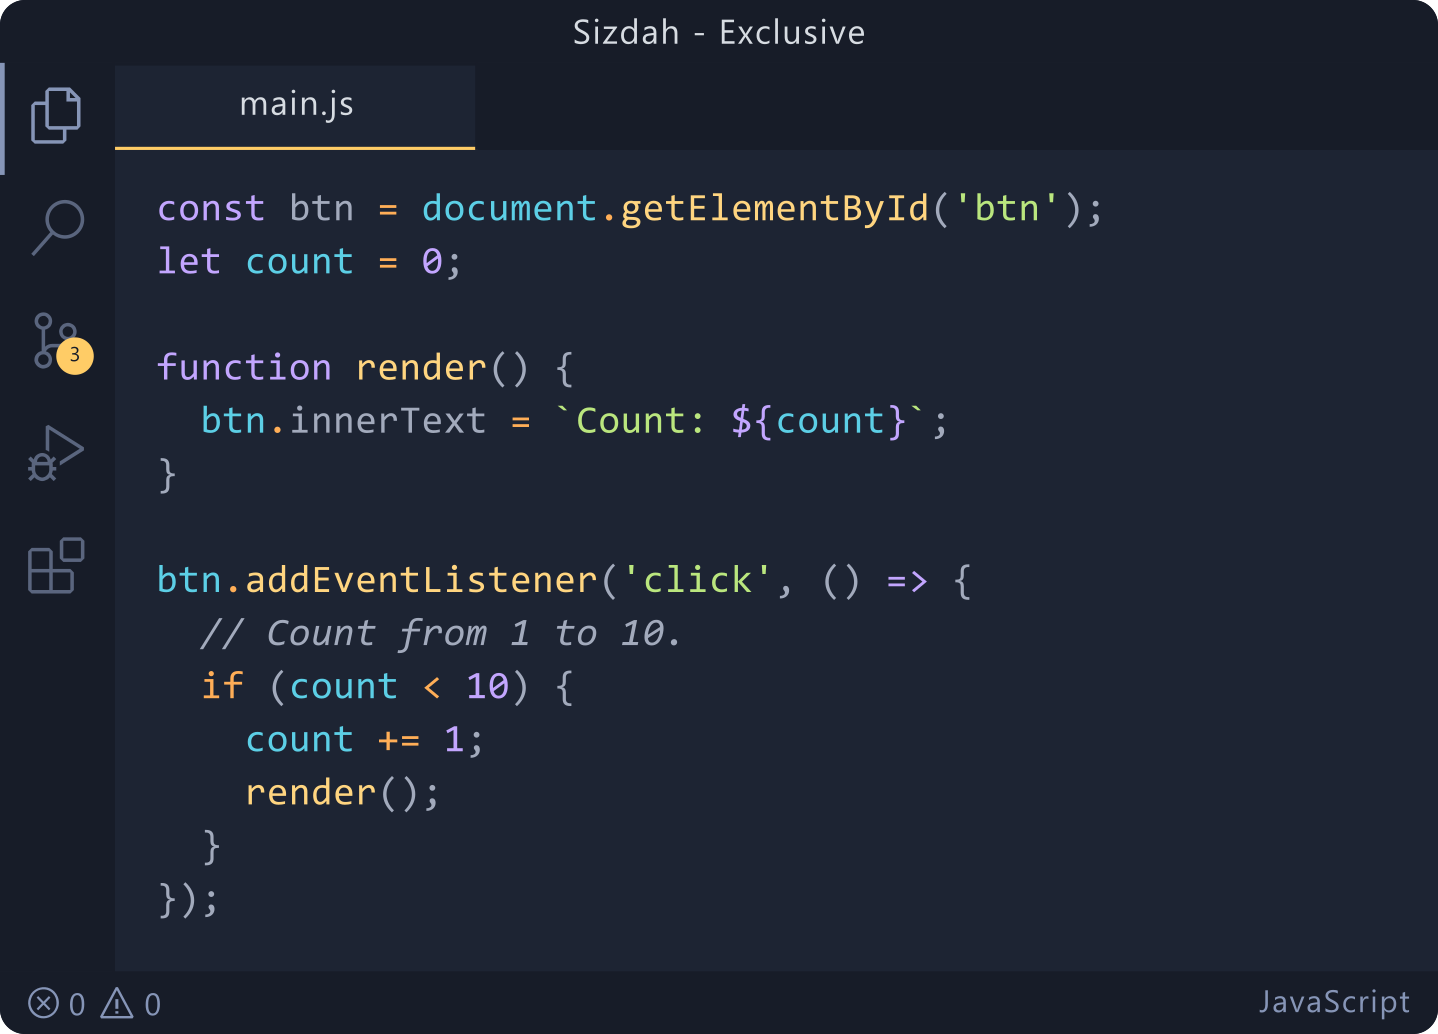 Sizdah - Exclusive
main.js
const btn = document.getElementById('btn');
let count = 0;
function render() {
  btn.innerText = `Count: ${count}`;
}
btn.addEventListener('click', () => {
  // Count from 1 to 10.
  if (count < 10) {
    count += 1;
    render();
  }
});
3
0 0
JavaScript